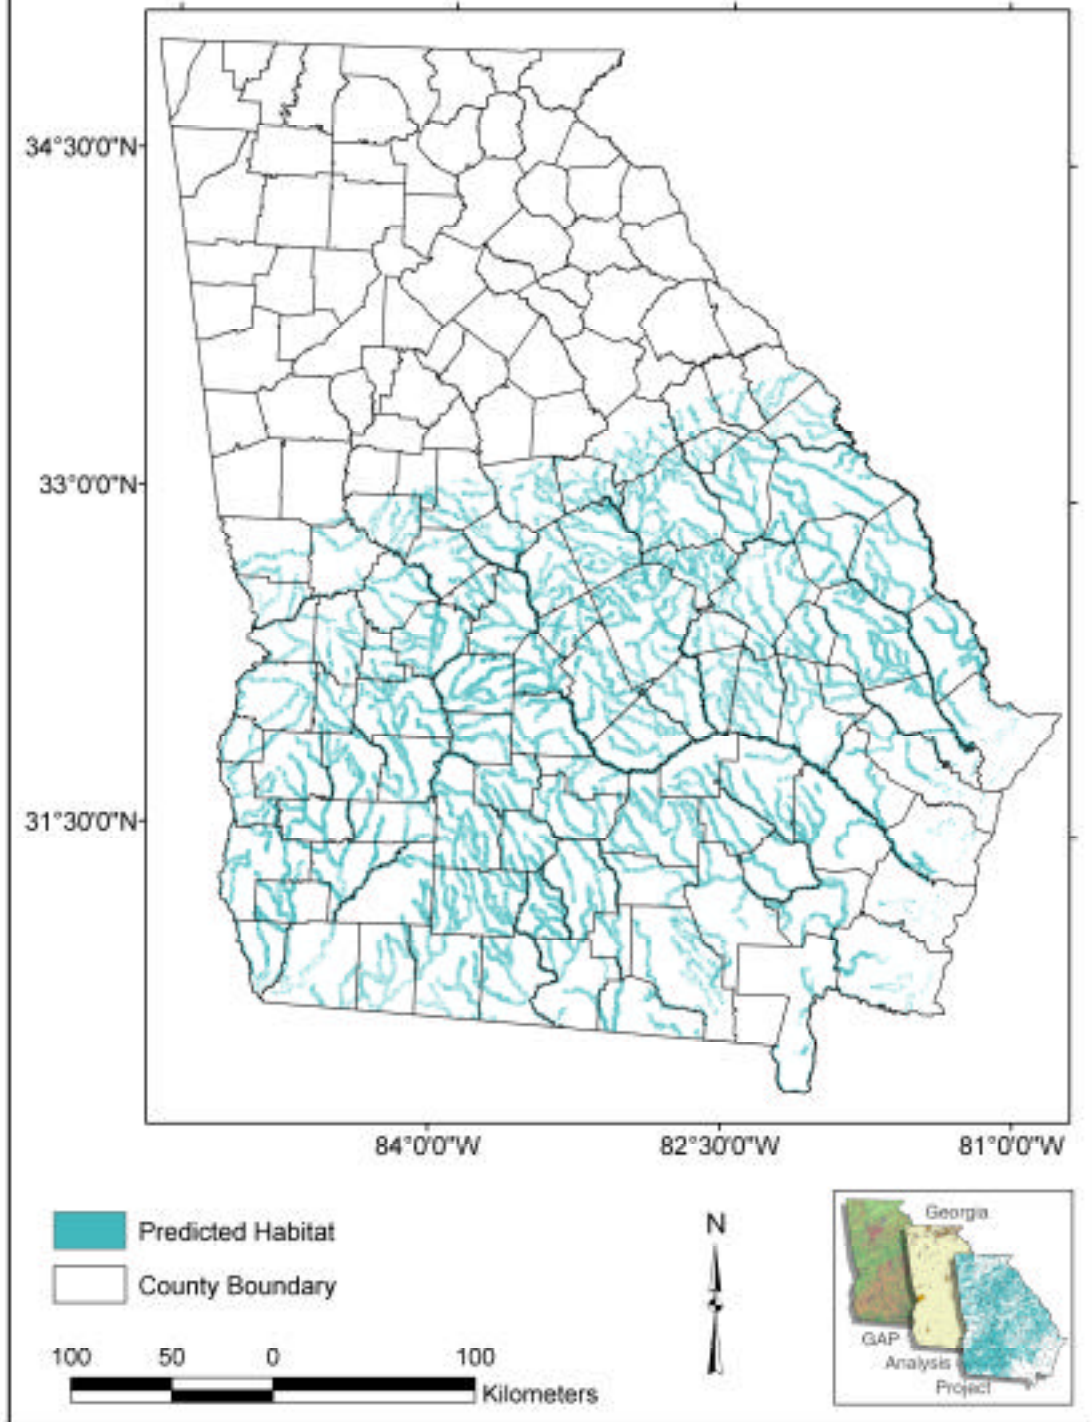 34°30'0"N
33°0'0"N
31°30'0"N
84°0'0"W
82°30'0"W
81°0'0"W
Predicted Habitat
County Boundary
N
100 50 0 100
Kilometers
Georgia
GAP
Analysis
Project